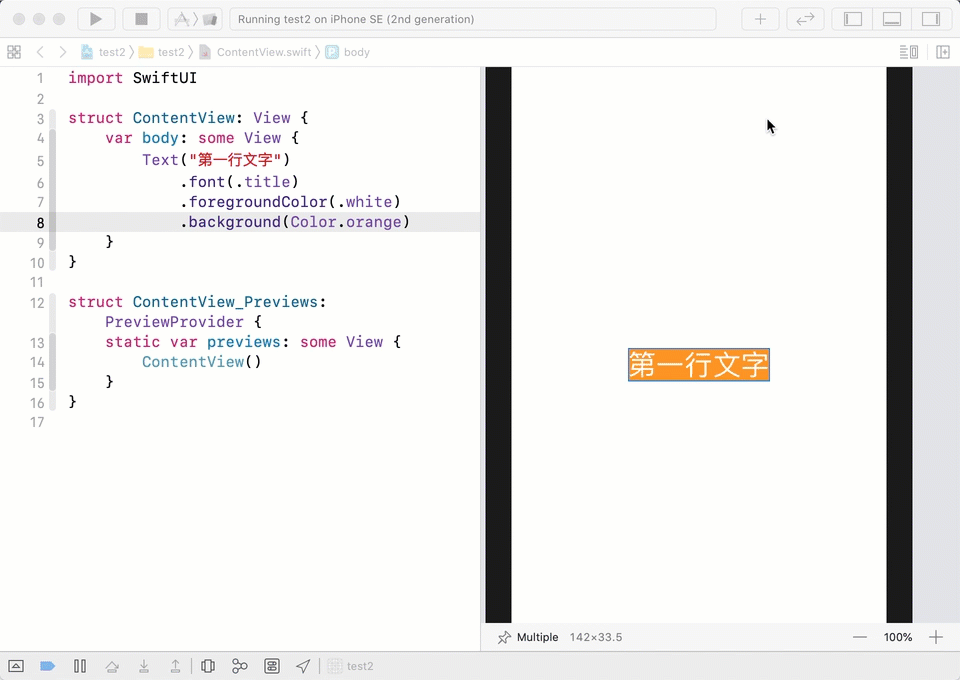 Running test2 on iPhone SE (2nd generation)
test2 test2 ContentView.swift body
1 import SwiftUI
2
3 struct ContentView: View {
4 var body: some View {
5 Text("第一行文字")
6 .font(.title)
7 .foregroundColor(.white)
8 .background(Color.orange)
9 }
10 }
11
12 struct ContentView_Previews:
PreviewProvider {
13 static var previews: some View {
14 ContentView()
15 }
16 }
17
第一行文字
Multiple 142×33.5 100%
test2